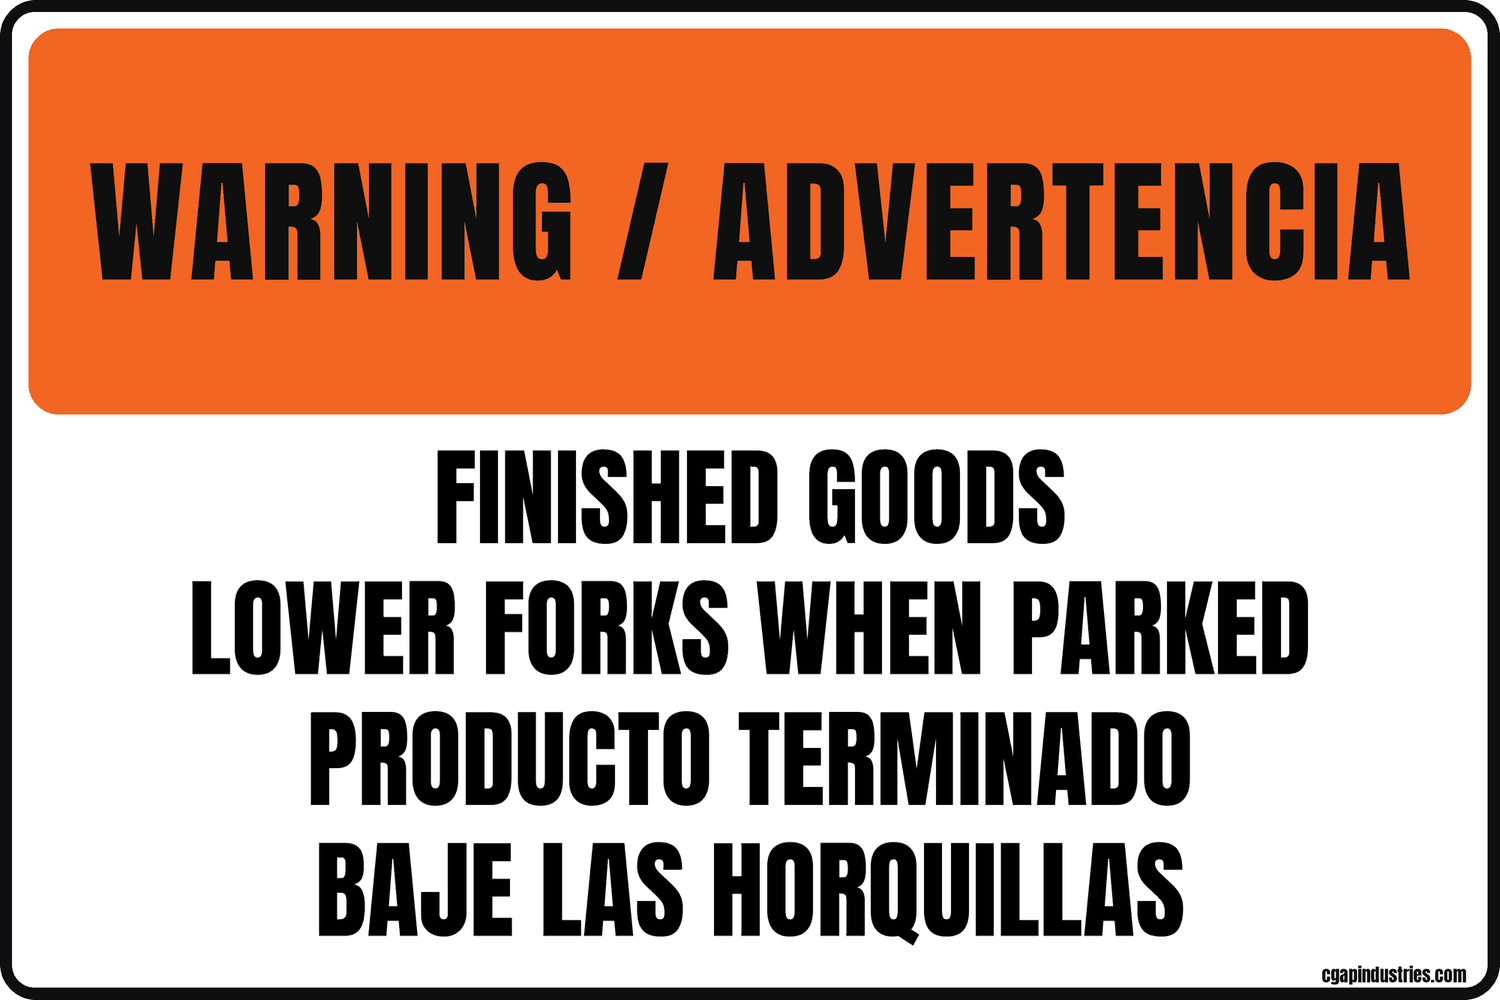 WARNING / ADVERTENCIA
FINISHED GOODS
LOWER FORKS WHEN PARKED
PRODUCTO TERMINADO
BAJE LAS HORQUILLAS
cgapindustries.com